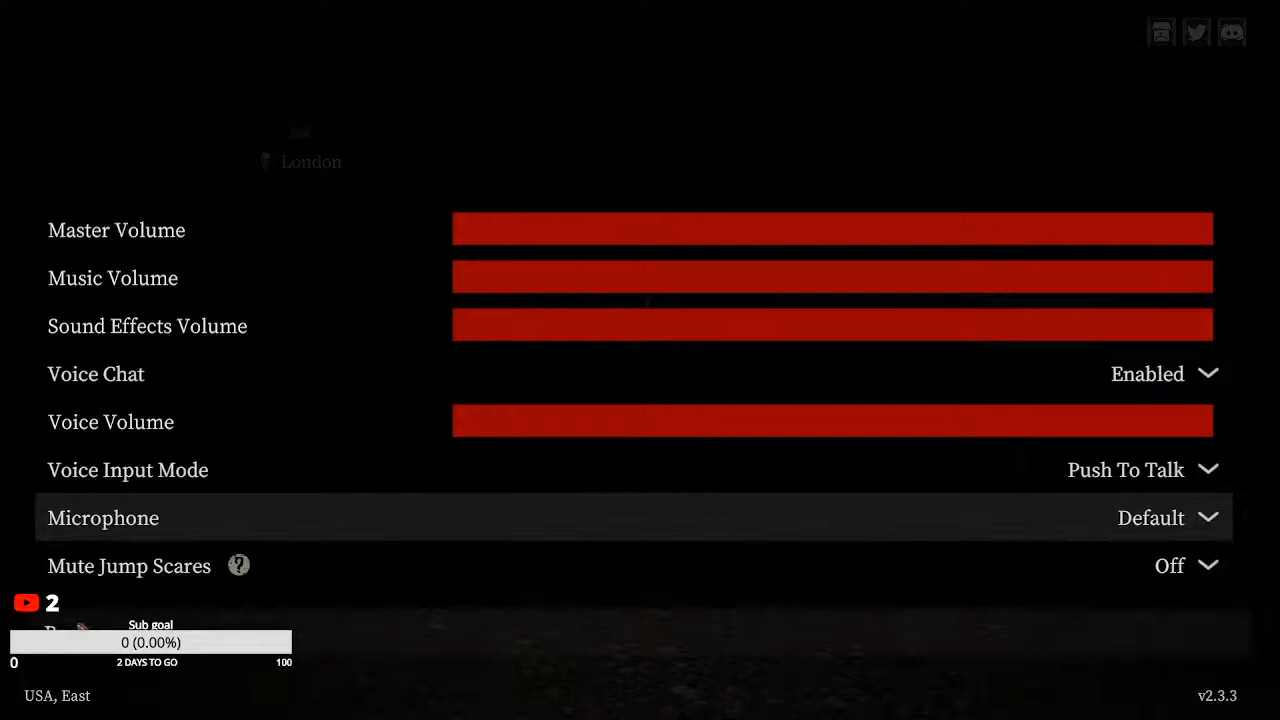 London
Master Volume
Music Volume
Sound Effects Volume
Voice Chat Enabled
Voice Volume
Voice Input Mode Push To Talk
Microphone Default
Mute Jump Scares ? Off
2
Sub goal
0 (0.00%)
0 2 DAYS TO GO 100
USA, East v2.3.3